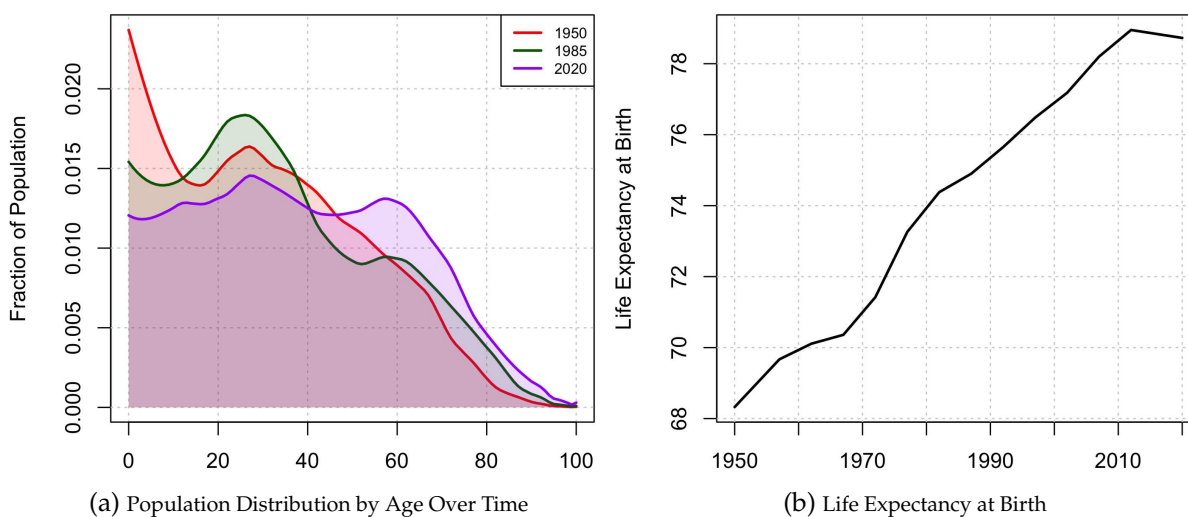 1950
1985
2020
Fraction of Population
0.020
0.015
0.010
0.005
0.000
0 20 40 60 80 100
(a) Population Distribution by Age Over Time
Life Expectancy at Birth
78
76
74
72
70
68
1950 1970 1990 2010
(b) Life Expectancy at Birth